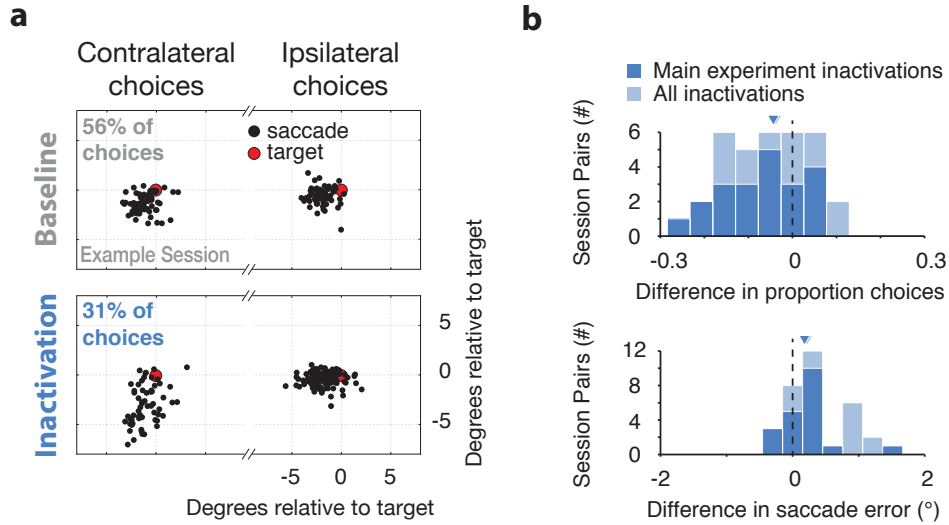 a
Contralateral
choices
Ipsilateral
choices
Baseline
56% of
choices
Example Session
saccade
target
Inactivation
31% of
choices
5
0
-5
Degrees relative to target
-5
0
5
Degrees relative to target
b
Main experiment inactivations
All inactivations
Session Pairs (#)
6
4
2
0
-0.3
0
0.3
Difference in proportion choices
Session Pairs (#)
12
8
4
0
-2
0
2
Difference in saccade error (°)